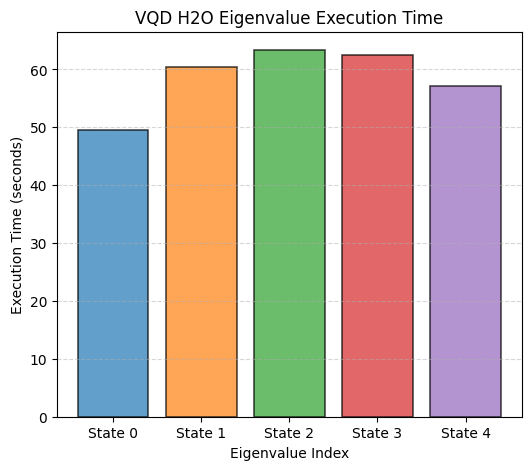 VQD H2O Eigenvalue Execution Time
Execution Time (seconds)
60
50
40
30
20
10
0
State 0 State 1 State 2 State 3 State 4
Eigenvalue Index